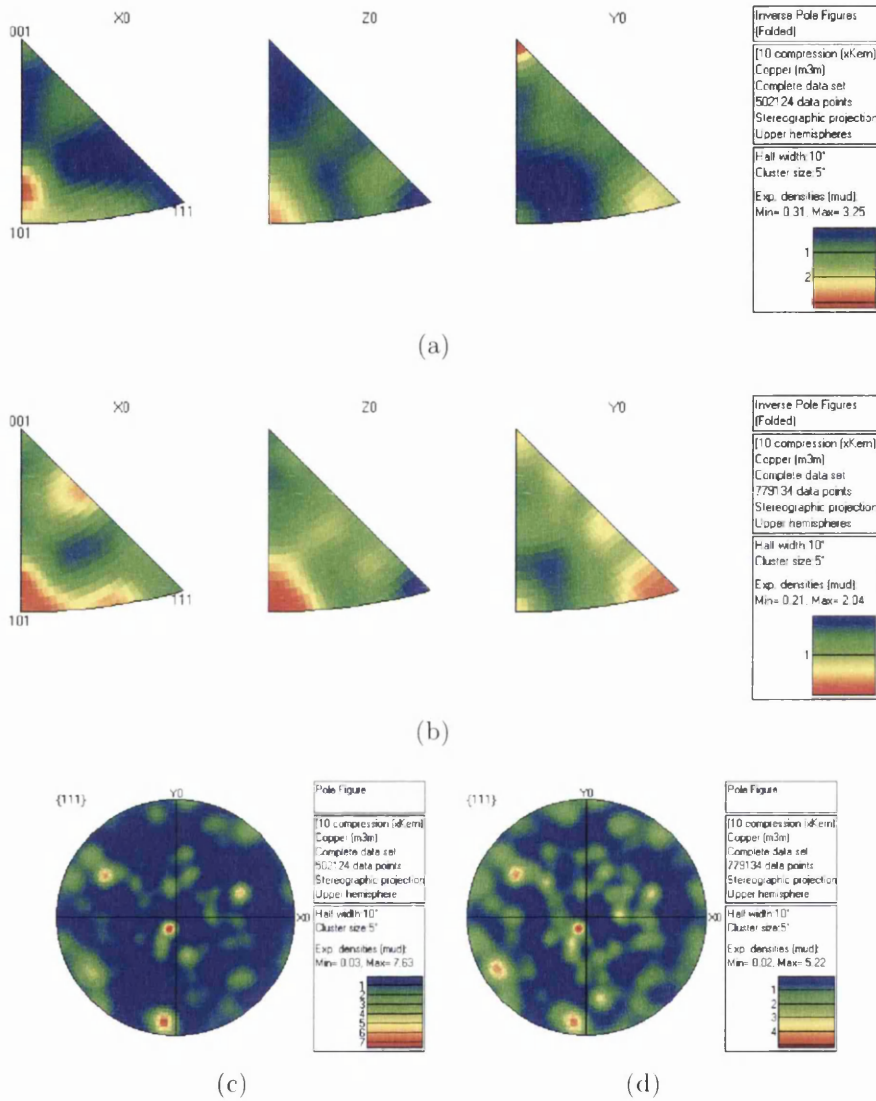 X0
Z0
Y0
001
111
101
Inverse Pole Figures
(Folded)
[10 compression (xKern)
Copper (m3m)
Complete data set
502124 data points
Stereographic projection
Upper hemispheres
Half width:10°
Cluster size:5°
Exp. densities (mud):
Min= 0.31, Max= 3.25
1
2
(a)
X0
Z0
Y0
001
111
101
Inverse Pole Figures
(Folded)
[10 compression (xKern)
Copper (m3m)
Complete data set
779134 data points
Stereographic projection
Upper hemispheres
Half width:10°
Cluster size:5°
Exp. densities (mud):
Min= 0.21, Max= 2.04
1
(b)
{111}
Y0
X0
Pole Figure
[10 compression (xKern)
Copper (m3m)
Complete data set
502124 data points
Stereographic projection
Upper hemisphere
Half width:10°
Cluster size:5°
Exp. densities (mud):
Min= 0.03, Max= 7.63
1
2
3
4
5
6
7
(c)
{111}
Y0
X0
Pole Figure
[10 compression (xKern)
Copper (m3m)
Complete data set
779134 data points
Stereographic projection
Upper hemisphere
Half width:10°
Cluster size:5°
Exp. densities (mud):
Min= 0.02, Max= 5.22
1
2
3
4
(d)